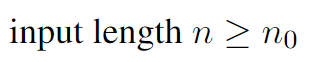 input length n ≥ n₀